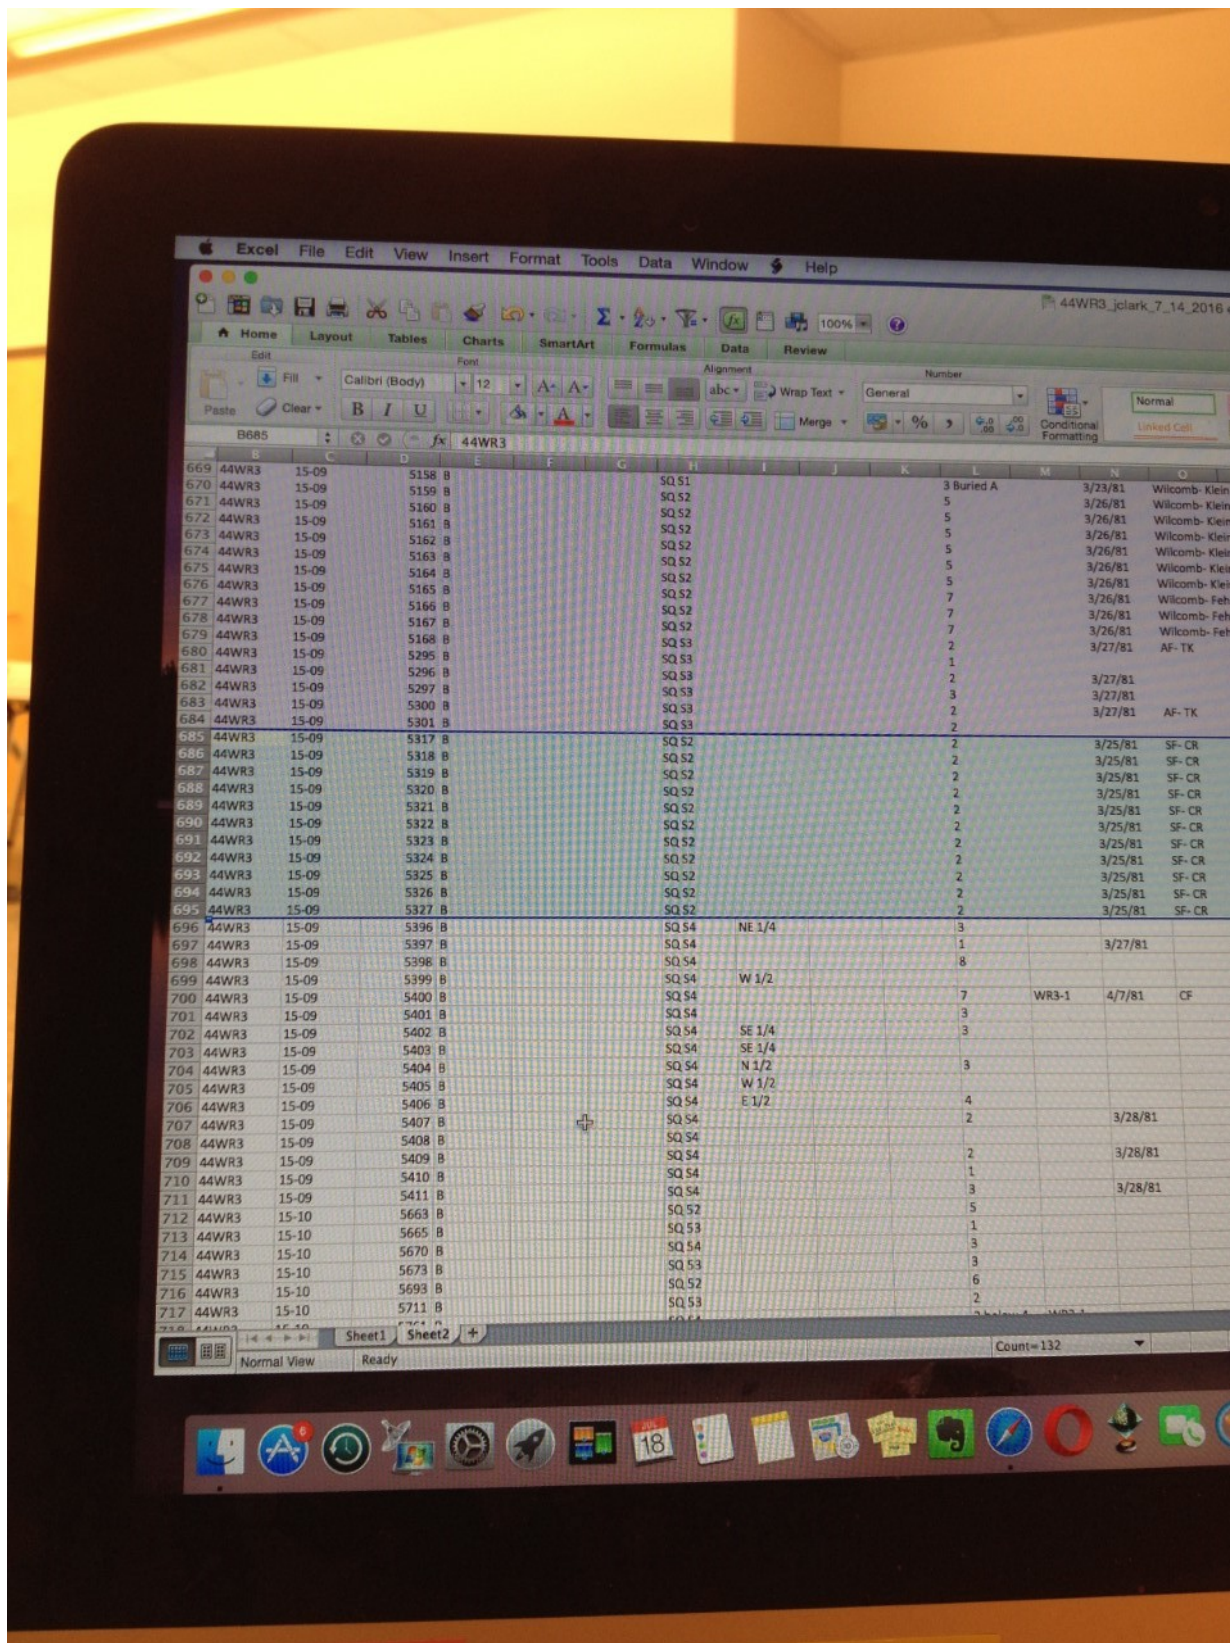 Excel File Edit View Insert Format Tools Data Window Help
44WR3_jclark_7_14_2016
100%
Home Layout Tables Charts SmartArt Formulas Data Review
Edit Font Alignment Number
Fill Calibri (Body) 12 A A abc Wrap Text General Normal
Paste Clear B I U A Merge % Conditional Formatting Linked Cell
B685 fx 44WR3
B C D E F G H I J K L M N O
669 44WR3 15-09 5158 B SQ S1 3 Buried A 3/23/81 Wilcomb- Klein
670 44WR3 15-09 5159 B SQ S2 5 3/26/81 Wilcomb- Klein
671 44WR3 15-09 5160 B SQ S2 5 3/26/81 Wilcomb- Klein
672 44WR3 15-09 5161 B SQ S2 5 3/26/81 Wilcomb- Klein
673 44WR3 15-09 5162 B SQ S2 5 3/26/81 Wilcomb- Klein
674 44WR3 15-09 5163 B SQ S2 5 3/26/81 Wilcomb- Klei
675 44WR3 15-09 5164 B SQ S2 5 3/26/81 Wilcomb- Klei
676 44WR3 15-09 5165 B SQ S2 7 3/26/81 Wilcomb- Feh
677 44WR3 15-09 5166 B SQ S2 7 3/26/81 Wilcomb- Feh
678 44WR3 15-09 5167 B SQ S2 7 3/26/81 Wilcomb- Feh
679 44WR3 15-09 5168 B SQ S3 2 3/27/81 AF- TK
680 44WR3 15-09 5295 B SQ S3 1
681 44WR3 15-09 5296 B SQ S3 2 3/27/81
682 44WR3 15-09 5297 B SQ S3 3 3/27/81
683 44WR3 15-09 5300 B SQ S3 2 3/27/81 AF- TK
684 44WR3 15-09 5301 B SQ S3 2
685 44WR3 15-09 5317 B SQ S2 2 3/25/81 SF- CR
686 44WR3 15-09 5318 B SQ S2 2 3/25/81 SF- CR
687 44WR3 15-09 5319 B SQ S2 2 3/25/81 SF- CR
688 44WR3 15-09 5320 B SQ S2 2 3/25/81 SF- CR
689 44WR3 15-09 5321 B SQ S2 2 3/25/81 SF- CR
690 44WR3 15-09 5322 B SQ S2 2 3/25/81 SF- CR
691 44WR3 15-09 5323 B SQ S2 2 3/25/81 SF- CR
692 44WR3 15-09 5324 B SQ S2 2 3/25/81 SF- CR
693 44WR3 15-09 5325 B SQ S2 2 3/25/81 SF- CR
694 44WR3 15-09 5326 B SQ S2 2 3/25/81 SF- CR
695 44WR3 15-09 5327 B SQ S2 2 3/25/81 SF- CR
696 44WR3 15-09 5396 B SQ S4 NE 1/4 3
697 44WR3 15-09 5397 B SQ S4 1 3/27/81
698 44WR3 15-09 5398 B SQ S4 8
699 44WR3 15-09 5399 B SQ S4 W 1/2
700 44WR3 15-09 5400 B SQ S4 7 WR3-1 4/7/81 CF
701 44WR3 15-09 5401 B SQ S4 3
702 44WR3 15-09 5402 B SQ S4 SE 1/4 3
703 44WR3 15-09 5403 B SQ S4 SE 1/4
704 44WR3 15-09 5404 B SQ S4 N 1/2 3
705 44WR3 15-09 5405 B SQ S4 W 1/2
706 44WR3 15-09 5406 B SQ S4 E 1/2 4
707 44WR3 15-09 5407 B SQ S4 2 3/28/81
708 44WR3 15-09 5408 B SQ S4
709 44WR3 15-09 5409 B SQ S4 2 3/28/81
710 44WR3 15-09 5410 B SQ S4 1
711 44WR3 15-09 5411 B SQ S4 3 3/28/81
712 44WR3 15-10 5663 B SQ S2 5
713 44WR3 15-10 5665 B SQ S3 1
714 44WR3 15-10 5670 B SQ S4 3
715 44WR3 15-10 5673 B SQ S3 3
716 44WR3 15-10 5693 B SQ S2 6
717 44WR3 15-10 5711 B SQ S3 2
Sheet1 Sheet2 +
Normal View Ready Count=132
6
JUL
18